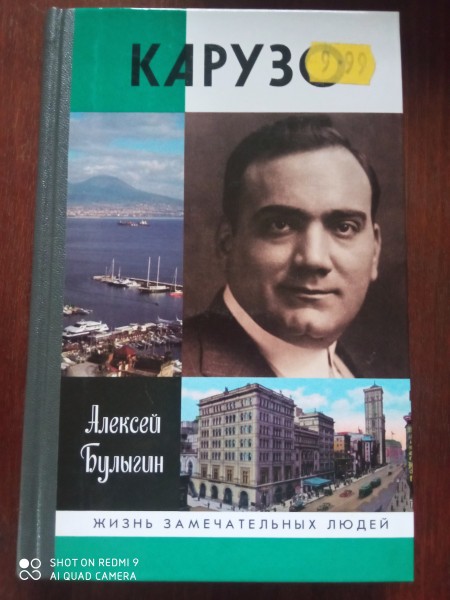 КАРУЗО
9.99
Алексей
Булыгин
ЖИЗНЬ ЗАМЕЧАТЕЛЬНЫХ ЛЮДЕЙ
SHOT ON REDMI 9
AI QUAD CAMERA